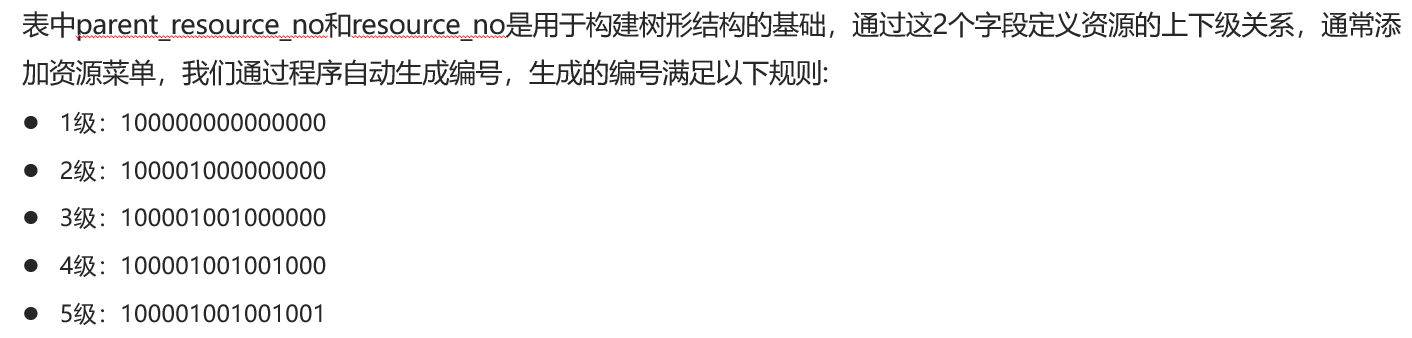 表中parent_resource_no和resource_no是用于构建树形结构的基础，通过这2个字段定义资源的上下级关系，通常添
加资源菜单，我们通过程序自动生成编号，生成的编号满足以下规则:
● 1级：100000000000000
● 2级：100001000000000
● 3级：100001001000000
● 4级：100001001001000
● 5级：100001001001001